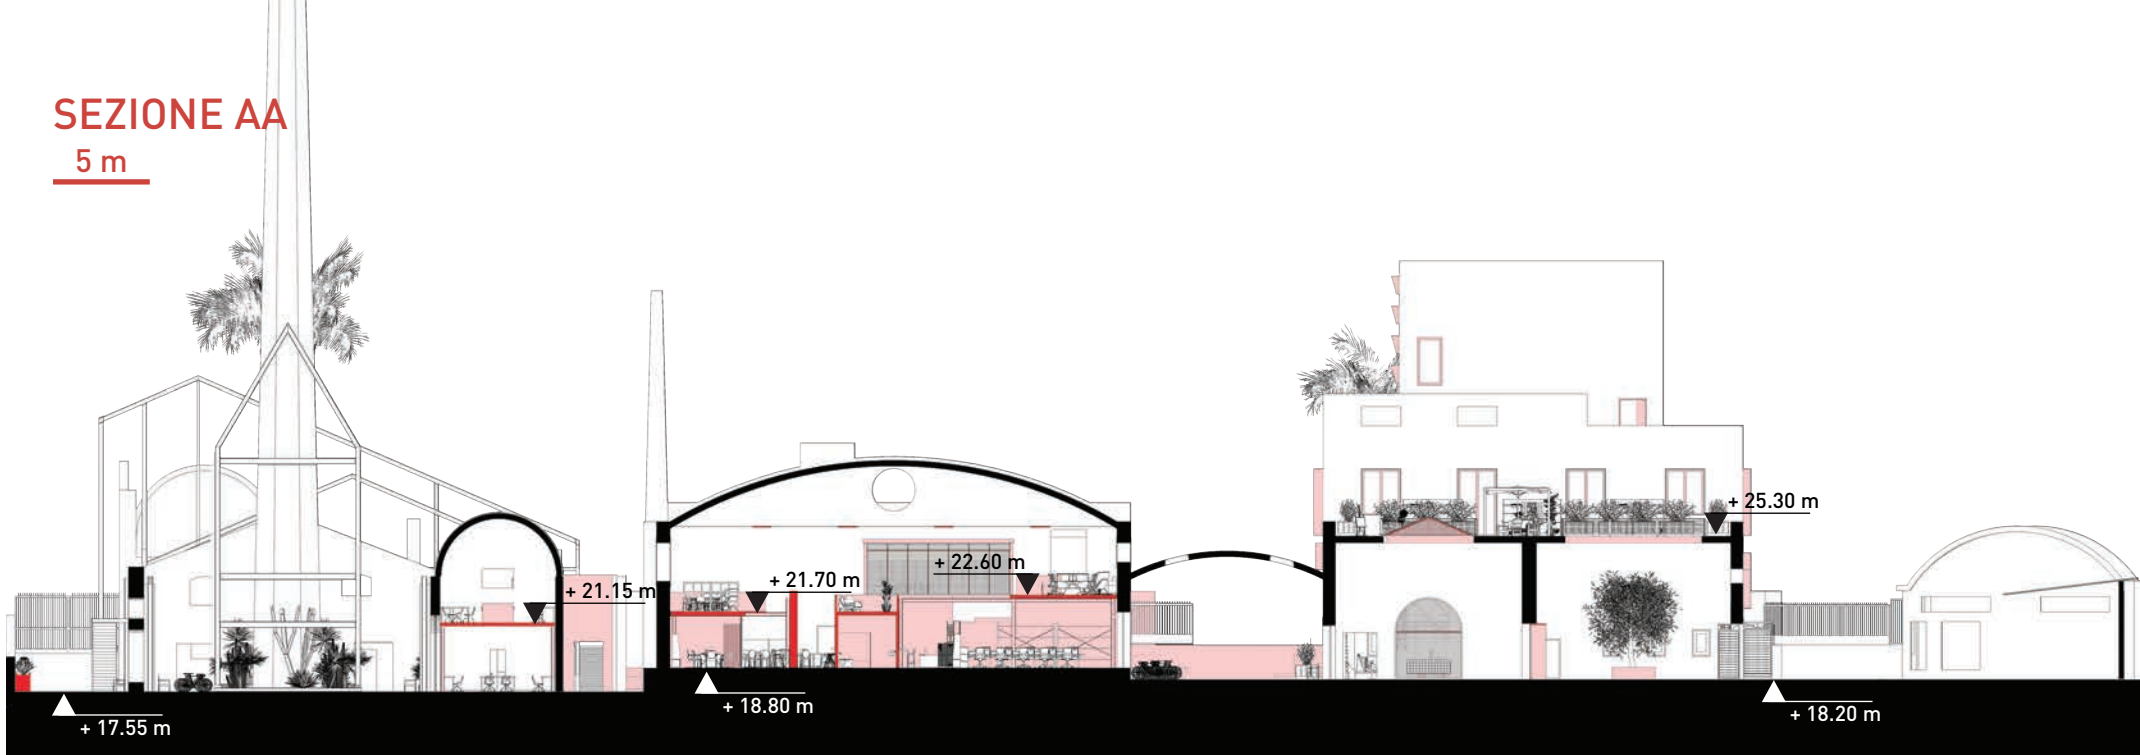 SEZIONE AA
5 m
+ 25.30 m
+ 22.60 m
+ 21.70 m
+ 21.15 m
+ 18.80 m
+ 18.20 m
+ 17.55 m